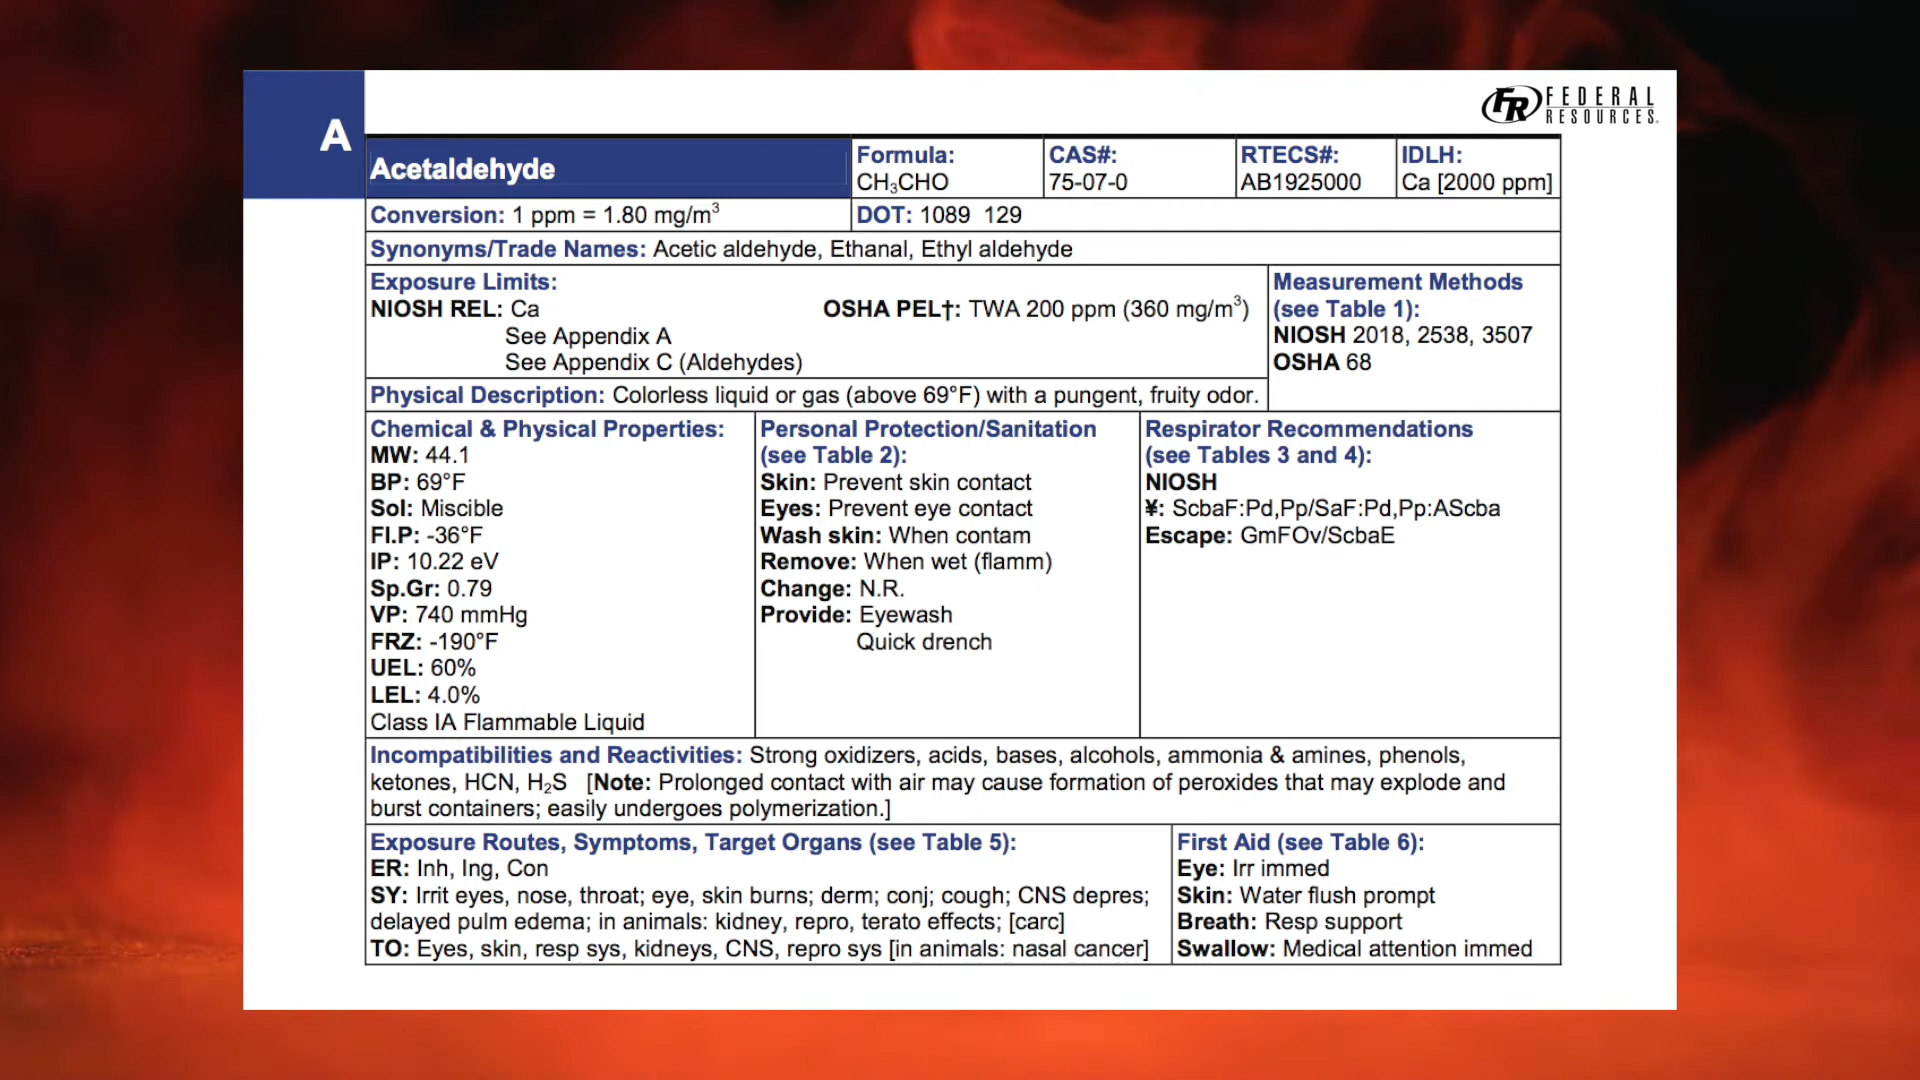 A
FR FEDERAL
RESOURCES®
Acetaldehyde
Formula:
CH₃CHO
CAS#:
75-07-0
RTECS#:
AB1925000
IDLH:
Ca [2000 ppm]
Conversion: 1 ppm = 1.80 mg/m³
DOT: 1089 129
Synonyms/Trade Names: Acetic aldehyde, Ethanal, Ethyl aldehyde
Exposure Limits:
NIOSH REL: Ca
See Appendix A
See Appendix C (Aldehydes)
OSHA PEL†: TWA 200 ppm (360 mg/m³)
Measurement Methods
(see Table 1):
NIOSH 2018, 2538, 3507
OSHA 68
Physical Description: Colorless liquid or gas (above 69°F) with a pungent, fruity odor.
Chemical & Physical Properties:
MW: 44.1
BP: 69°F
Sol: Miscible
Fl.P: -36°F
IP: 10.22 eV
Sp.Gr: 0.79
VP: 740 mmHg
FRZ: -190°F
UEL: 60%
LEL: 4.0%
Class IA Flammable Liquid
Personal Protection/Sanitation
(see Table 2):
Skin: Prevent skin contact
Eyes: Prevent eye contact
Wash skin: When contam
Remove: When wet (flamm)
Change: N.R.
Provide: Eyewash
Quick drench
Respirator Recommendations
(see Tables 3 and 4):
NIOSH
¥: ScbaF:Pd,Pp/SaF:Pd,Pp:AScba
Escape: GmFOv/ScbaE
Incompatibilities and Reactivities: Strong oxidizers, acids, bases, alcohols, ammonia & amines, phenols,
ketones, HCN, H₂S [Note: Prolonged contact with air may cause formation of peroxides that may explode and
burst containers; easily undergoes polymerization.]
Exposure Routes, Symptoms, Target Organs (see Table 5):
ER: Inh, Ing, Con
SY: Irrit eyes, nose, throat; eye, skin burns; derm; conj; cough; CNS depres;
delayed pulm edema; in animals: kidney, repro, terato effects; [carc]
TO: Eyes, skin, resp sys, kidneys, CNS, repro sys [in animals: nasal cancer]
First Aid (see Table 6):
Eye: Irr immed
Skin: Water flush prompt
Breath: Resp support
Swallow: Medical attention immed